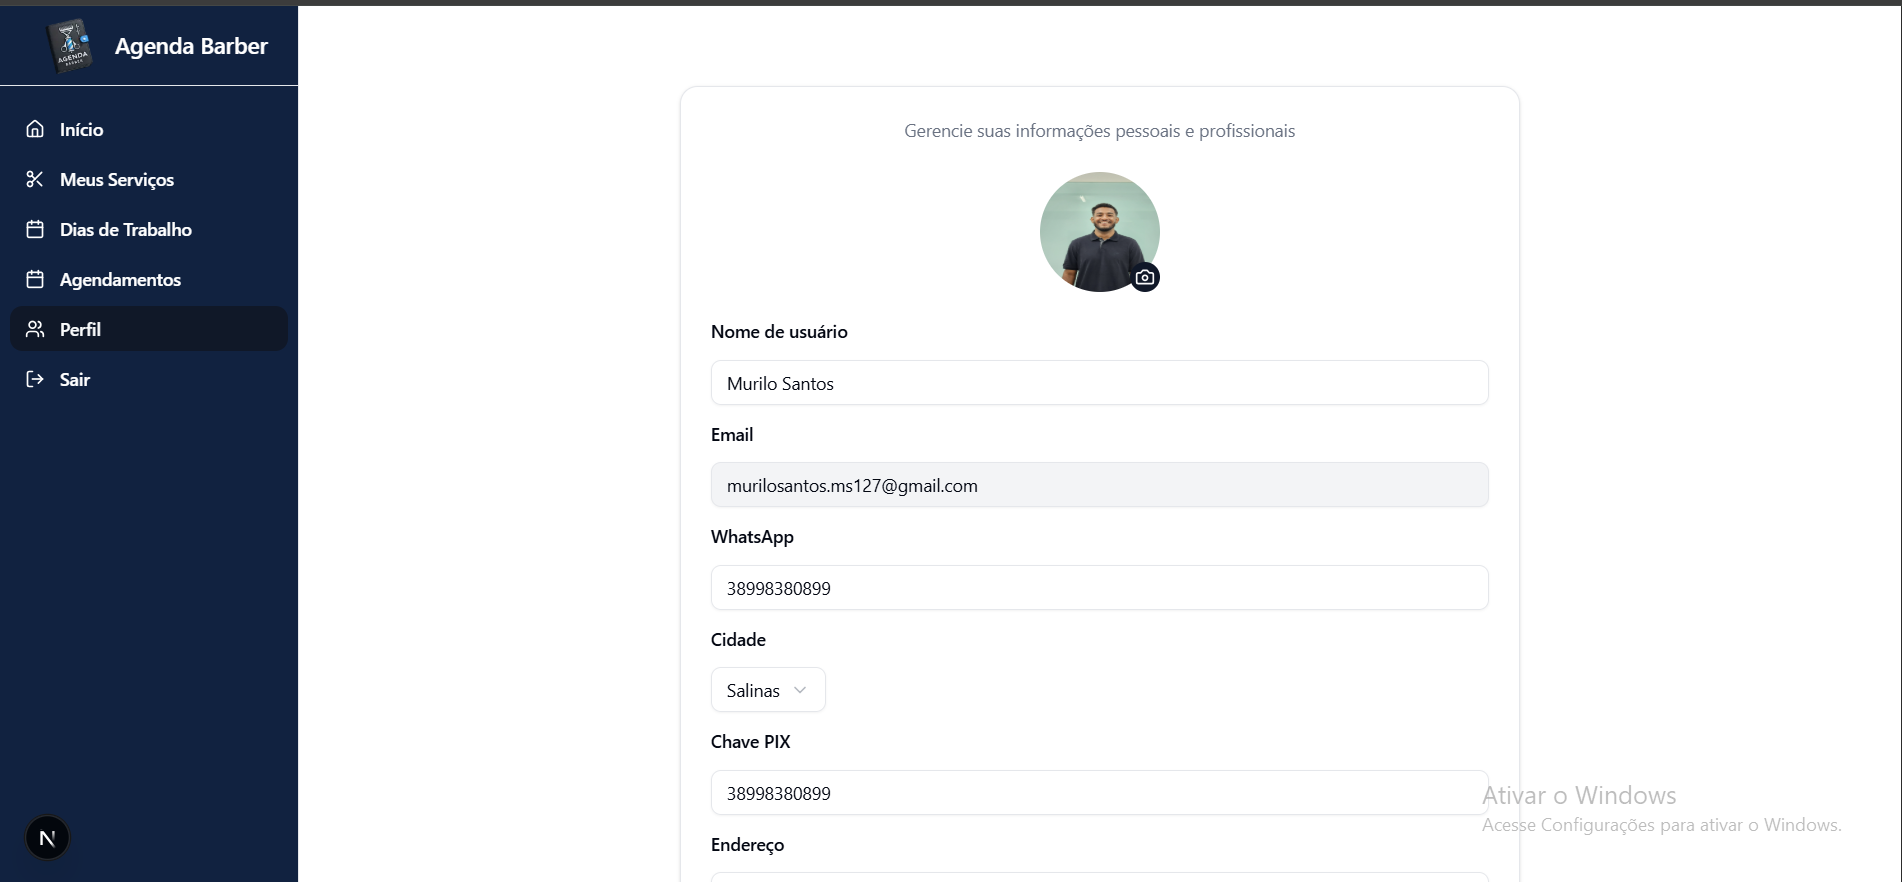 AGENDA
BARBER
Agenda Barber
Início
Meus Serviços
Dias de Trabalho
Agendamentos
Perfil
Sair
N
Gerencie suas informações pessoais e profissionais
Nome de usuário
Murilo Santos
Email
murilosantos.ms127@gmail.com
WhatsApp
38998380899
Cidade
Salinas
Chave PIX
38998380899
Endereço
Ativar o Windows
Acesse Configurações para ativar o Windows.